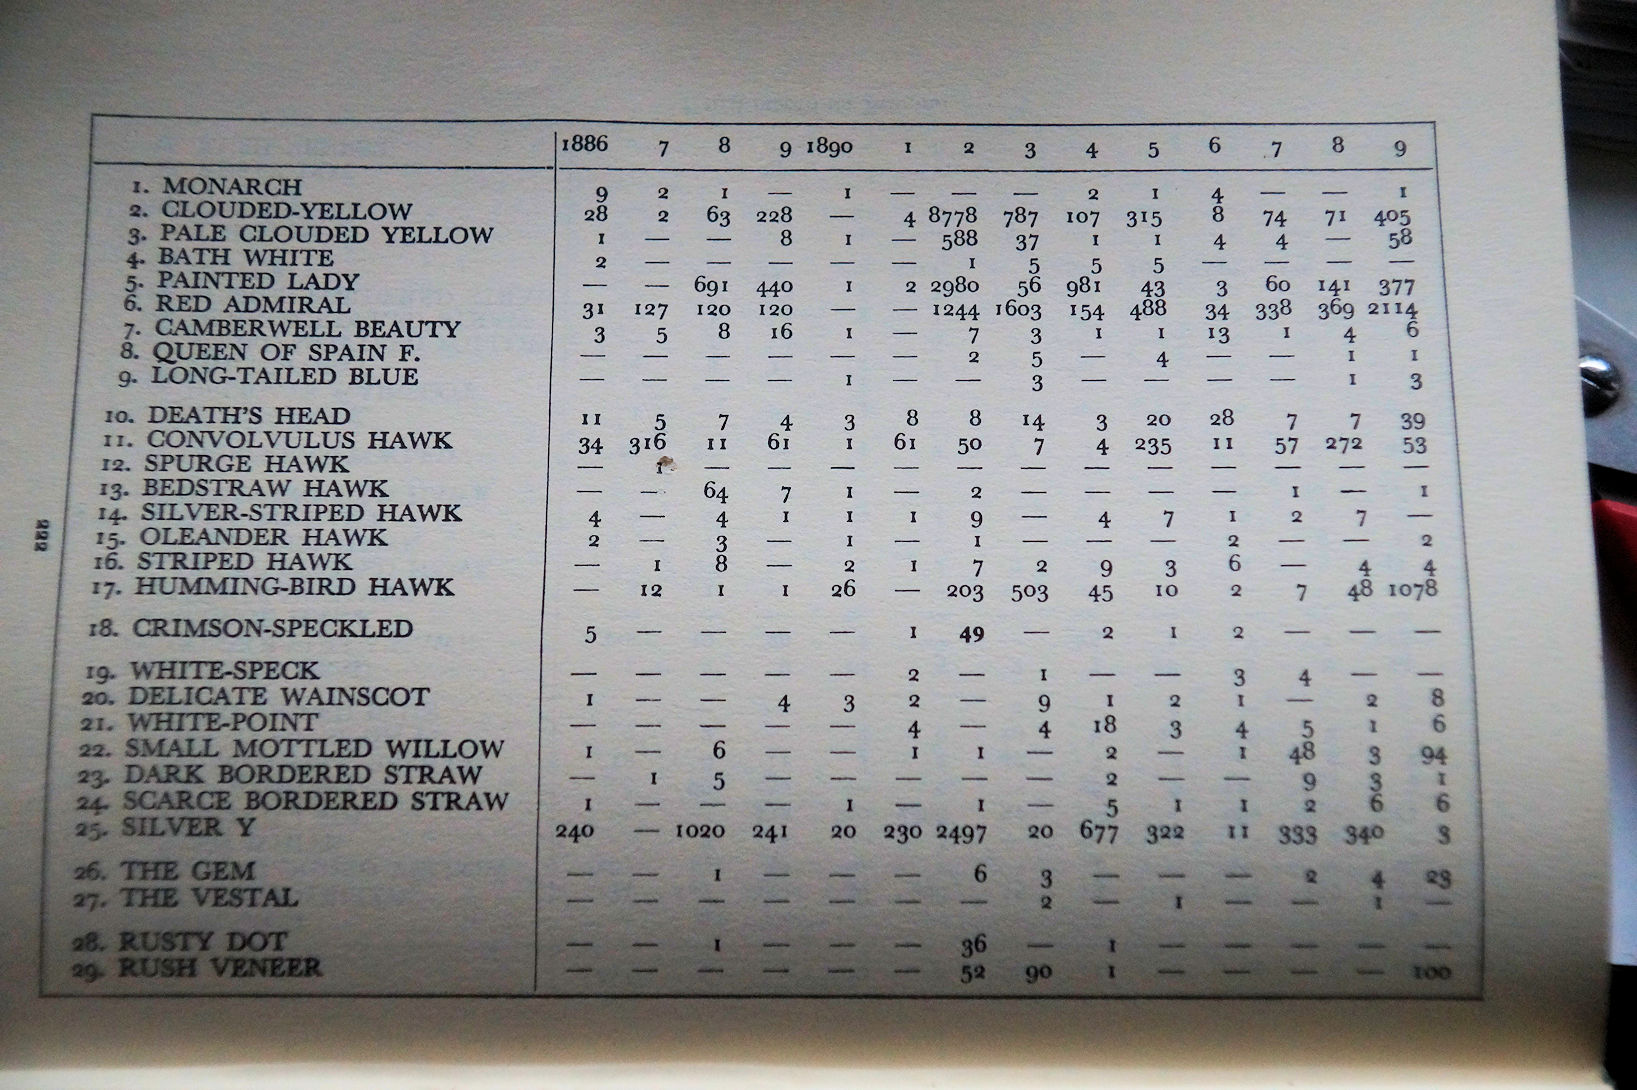 1886 7 8 9 1890 1 2 3 4 5 6 7 8 9
1. MONARCH 9 2 1 — 1 — — — 2 1 4 — — 1
2. CLOUDED-YELLOW 28 2 63 228 — 4 8778 787 107 315 8 74 71 405
3. PALE CLOUDED YELLOW 1 — — 8 1 — 588 37 1 1 4 4 — 58
4. BATH WHITE 2 — — — — — 1 5 5 5 — — — —
5. PAINTED LADY — — 691 440 1 2 2980 56 981 43 3 60 141 377
6. RED ADMIRAL 31 127 120 120 — — 1244 1603 154 488 34 338 369 2114
7. CAMBERWELL BEAUTY 3 5 8 16 1 — 7 3 1 1 13 1 4 6
8. QUEEN OF SPAIN F. — — — — — — 2 5 — 4 — — 1 1
9. LONG-TAILED BLUE — — — — 1 — — 3 — — — — 1 3
10. DEATH'S HEAD 11 5 7 4 3 8 8 14 3 20 28 7 7 39
11. CONVOLVULUS HAWK 34 316 11 61 1 61 50 7 4 235 11 57 272 53
12. SPURGE HAWK — 1 — — — — — — — — — — — —
13. BEDSTRAW HAWK — — 64 7 1 — 2 — — — — 1 — 1
14. SILVER-STRIPED HAWK 4 — 4 1 1 1 9 — 4 7 1 2 7 —
15. OLEANDER HAWK 2 — 3 — 1 — 1 — — — 2 — — 2
16. STRIPED HAWK — 1 8 — 2 1 7 2 9 3 6 — 4 4
17. HUMMING-BIRD HAWK — 12 1 1 26 — 203 503 45 10 2 7 48 1078
18. CRIMSON-SPECKLED 5 — — — — 1 49 — 2 1 2 — — —
19. WHITE-SPECK — — — — — 2 — 1 — — 3 4 — —
20. DELICATE WAINSCOT 1 — — 4 3 2 — 9 1 2 1 — 2 8
21. WHITE-POINT — — — — — 4 — 4 18 3 4 5 1 6
22. SMALL MOTTLED WILLOW 1 — 6 — — 1 1 — 2 — 1 48 3 94
23. DARK BORDERED STRAW — 1 5 — — — — — 2 — — 9 3 1
24. SCARCE BORDERED STRAW 1 — — — 1 — 1 — 5 1 1 2 6 6
25. SILVER Y 240 — 1020 241 20 230 2497 20 677 322 11 333 340 3
26. THE GEM — — 1 — — — 6 3 — — — 2 4 23
27. THE VESTAL — — — — — — — 2 — 1 — — 1 —
28. RUSTY DOT — — 1 — — — 36 — 1 — — — — —
29. RUSH VENEER — — — — — — 52 90 1 — — — — 100
222